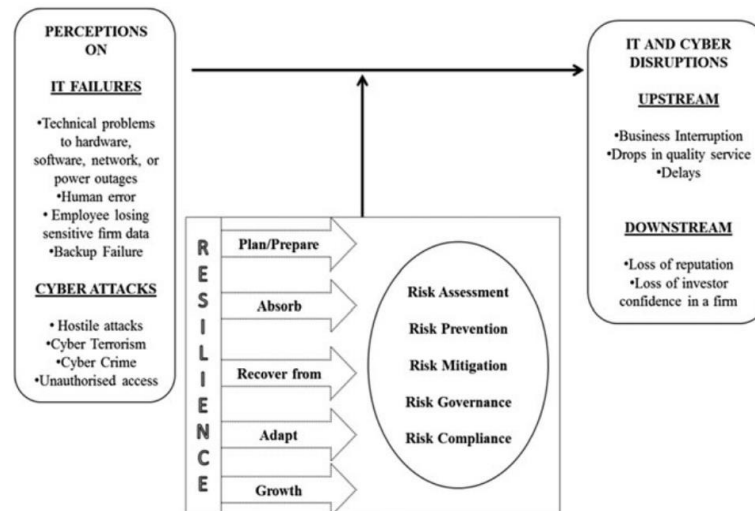 PERCEPTIONS
ON
IT FAILURES
•Technical problems
to hardware,
software, network, or
power outages
•Human error
•Employee losing
sensitive firm data
•Backup Failure
CYBER ATTACKS
•Hostile attacks
•Cyber Terrorism
•Cyber Crime
•Unauthorised access
RESILIENCE
Plan/Prepare
Absorb
Recover from
Adapt
Growth
Risk Assessment
Risk Prevention
Risk Mitigation
Risk Governance
Risk Compliance
IT AND CYBER
DISRUPTIONS
UPSTREAM
•Business Interruption
•Drops in quality service
•Delays
DOWNSTREAM
•Loss of reputation
•Loss of investor
confidence in a firm